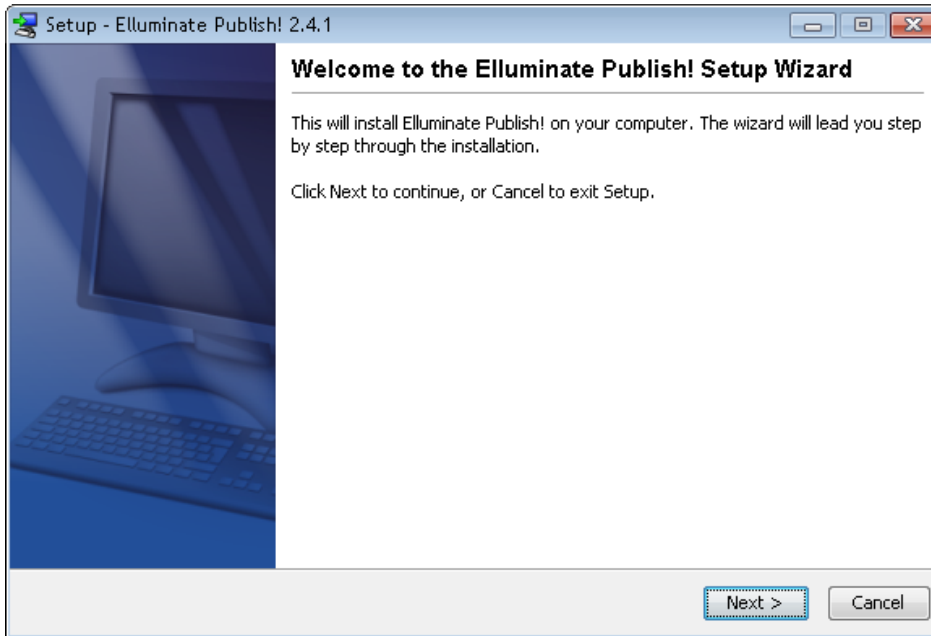 Setup - Elluminate Publish! 2.4.1
Welcome to the Elluminate Publish! Setup Wizard
This will install Elluminate Publish! on your computer. The wizard will lead you step
by step through the installation.
Click Next to continue, or Cancel to exit Setup.
Next >
Cancel